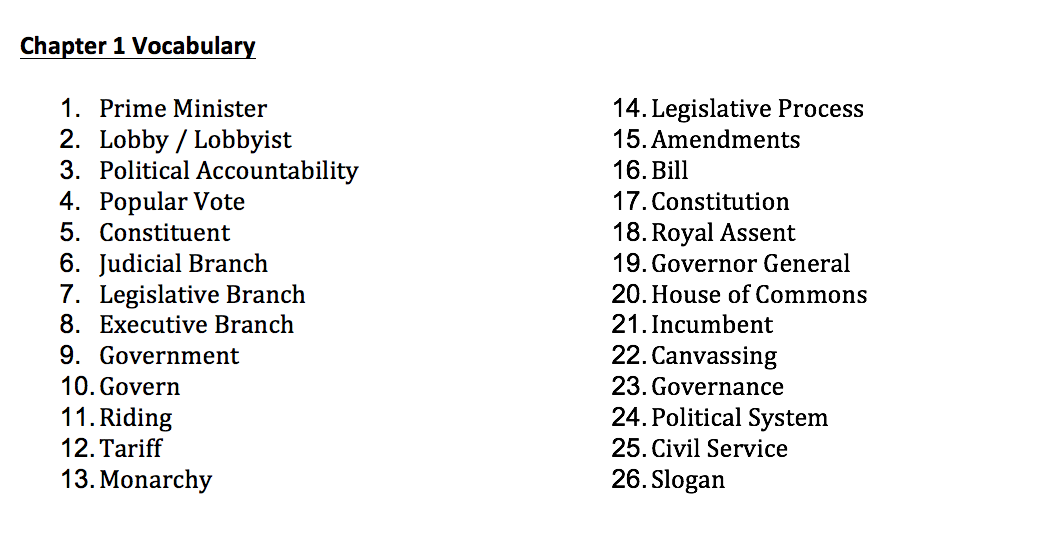 Chapter 1 Vocabulary
1. Prime Minister
2. Lobby / Lobbyist
3. Political Accountability
4. Popular Vote
5. Constituent
6. Judicial Branch
7. Legislative Branch
8. Executive Branch
9. Government
10. Govern
11. Riding
12. Tariff
13. Monarchy
14. Legislative Process
15. Amendments
16. Bill
17. Constitution
18. Royal Assent
19. Governor General
20. House of Commons
21. Incumbent
22. Canvassing
23. Governance
24. Political System
25. Civil Service
26. Slogan